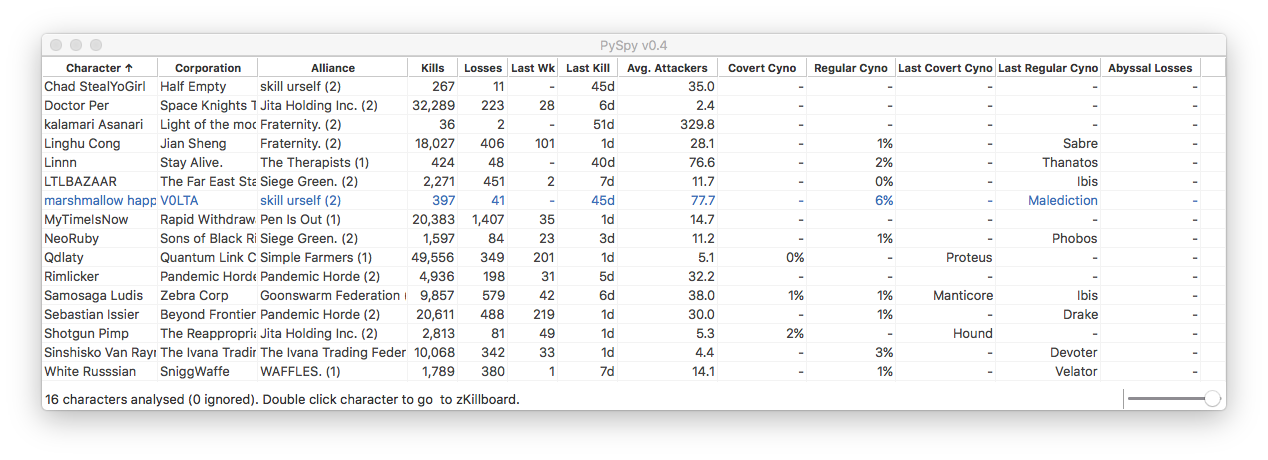 PySpy v0.4
Character ↑ Corporation Alliance Kills Losses Last Wk Last Kill Avg. Attackers Covert Cyno Regular Cyno Last Covert Cyno Last Regular Cyno Abyssal Losses
Chad StealYoGirl Half Empty skill urself (2) 267 11 - 45d 35.0 - - - - -
Doctor Per Space Knights T Jita Holding Inc. (2) 32,289 223 28 6d 2.4 - - - - -
kalamari Asanari Light of the moo Fraternity. (2) 36 2 - 51d 329.8 - - - - -
Linghu Cong Jian Sheng Fraternity. (2) 18,027 406 101 1d 28.1 - 1% - Sabre -
Linnn Stay Alive. The Therapists (1) 424 48 - 40d 76.6 - 2% - Thanatos -
LTLBAZAAR The Far East Sta Siege Green. (2) 2,271 451 2 7d 11.7 - 0% - Ibis -
marshmallow happ V0LTA skill urself (2) 397 41 - 45d 77.7 - 6% - Malediction -
MyTimeIsNow Rapid Withdraw Pen Is Out (1) 20,383 1,407 35 1d 14.7 - - - - -
NeoRuby Sons of Black Ri Siege Green. (2) 1,597 84 23 3d 11.2 - 1% - Phobos -
Qdlaty Quantum Link C Simple Farmers (1) 49,556 349 201 1d 5.1 0% - Proteus - -
Rimlicker Pandemic Horde Pandemic Horde (2) 4,936 198 31 5d 32.2 - - - - -
Samosaga Ludis Zebra Corp Goonswarm Federation ( 9,857 579 42 6d 38.0 1% 1% Manticore Ibis -
Sebastian Issier Beyond Frontier Pandemic Horde (2) 20,611 488 219 1d 30.0 - 1% - Drake -
Shotgun Pimp The Reappropria Jita Holding Inc. (2) 2,813 81 49 1d 5.3 2% - Hound - -
Sinshisko Van Rayn The Ivana Tradin The Ivana Trading Feder 10,068 342 33 1d 4.4 - 3% - Devoter -
White Russsian SniggWaffe WAFFLES. (1) 1,789 380 1 7d 14.1 - 1% - Velator -
16 characters analysed (0 ignored). Double click character to go to zKillboard.